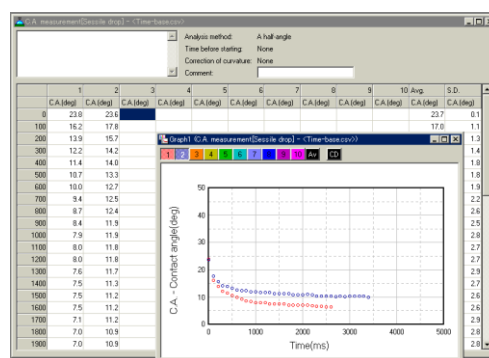 C.A. measurement[Sessile drop] - <Time-base.csv>
Analysis method: A half-angle
Time before starting: None
Correction of curvature: None
Comment:
1 2 3 4 5 6 7 8 9 10 Avg. S.D.
C.A.(deg) C.A.(deg) C.A.(deg) C.A.(deg) C.A.(deg) C.A.(deg) C.A.(deg) C.A.(deg) C.A.(deg) C.A.(deg) C.A.(deg) C.A.(deg)
0 23.8 23.6 23.7 0.1
100 16.2 17.8 17.0 1.1
200 13.9 15.7 1.3
Graph1 (C.A. measurement[Sessile drop] - <Time-base.csv>)
300 12.2 14.2 1.4
1 2 3 4 5 6 7 8 9 10 Av CD
400 11.4 14.0 1.8
500 10.7 13.3 1.8
600 10.0 12.7 1.9
700 9.4 12.5 2.2
800 8.7 12.4 2.6
900 8.4 11.9 2.5
1000 7.9 11.9 2.8
1100 8.0 11.8 2.7
1200 8.0 11.8 2.7
1300 7.6 11.7 2.9
1400 7.5 11.3 2.7
1500 7.5 11.2 2.6
1600 7.5 11.2 2.6
1700 7.1 11.2 2.9
1800 7.0 10.9 2.8
1900 7.0 10.9 2.8
C.A. - Contact angle(deg)
50
40
30
20
10
0
0 1000 2000 3000 4000 5000
Time(ms)